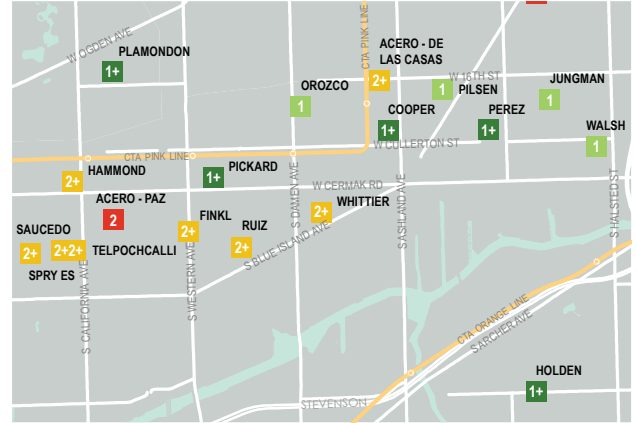 W OGDEN AVE
PLAMONDON
1+
CTA PINK LINE
ACERO - DE
LAS CASAS
2+
OROZCO
1
W 16TH ST
1
PILSEN
JUNGMAN
1
COOPER
1+
PEREZ
1+
WALSH
1
W CULLERTON ST
CTA PINK LINE
HAMMOND
2+
PICKARD
1+
W CERMAK RD
S DAMEN AVE
S ASHLAND AVE
S HALSTED ST
ACERO - PAZ
2
FINKL
2+
RUIZ
2+
WHITTIER
2+
S BLUE ISLAND AVE
SAUCEDO
2+
2+2+
TELPOCHCALLI
SPRY ES
S CALIFORNIA AVE
S WESTERN AVE
CTA ORANGE LINE
S ARCHER AVE
HOLDEN
1+
STEVENSON